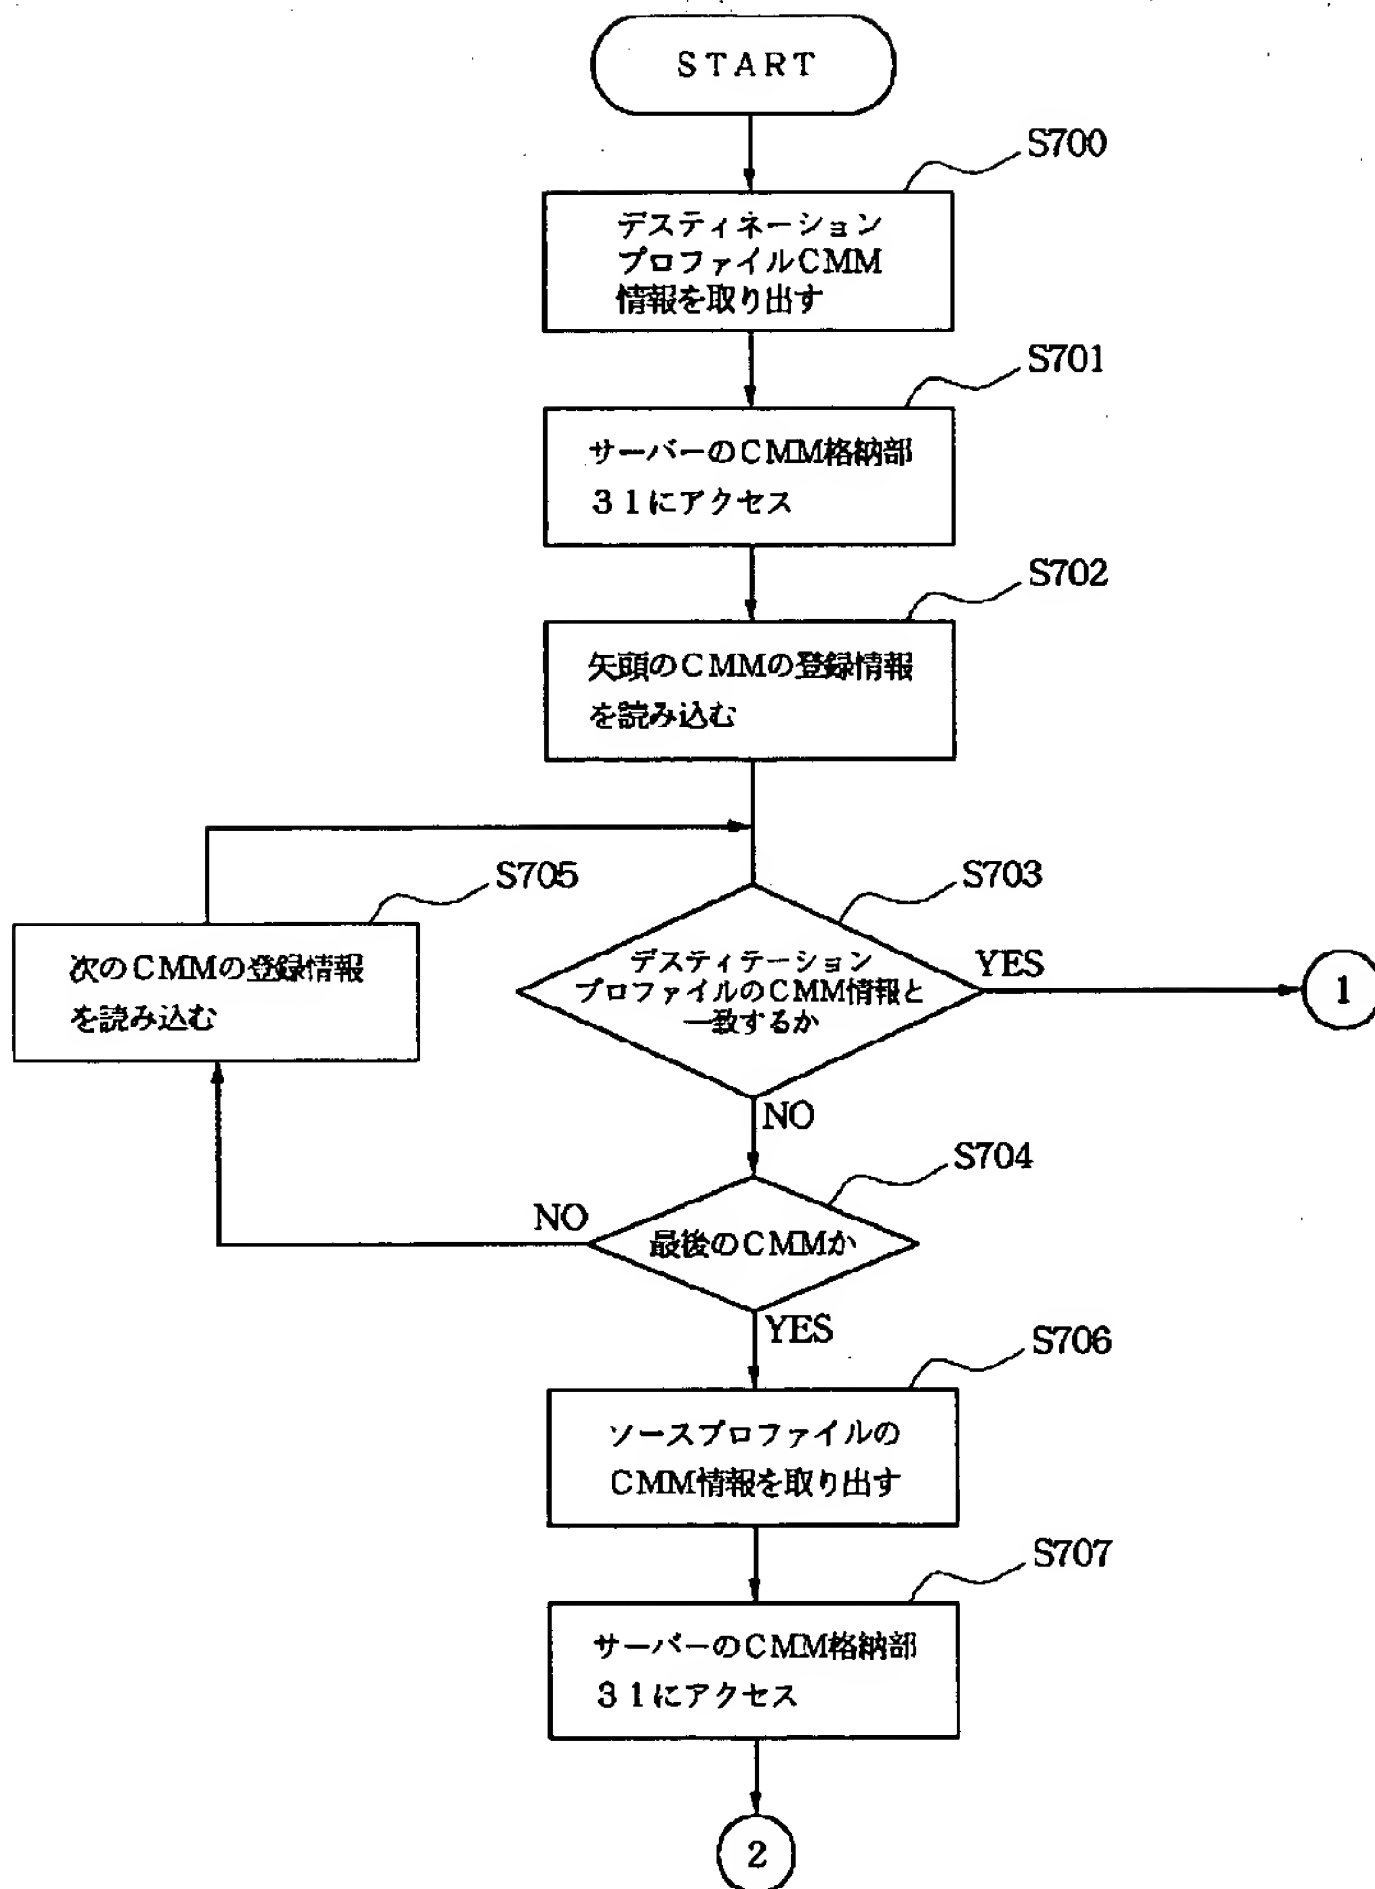 START
S700
デスティネーション
プロファイルCMM
情報を取り出す
S701
サーバーのCMM格納部
31にアクセス
S702
矢頭のCMMの登録情報
を読み込む
S705
次のCMMの登録情報
を読み込む
S703
デスティテーション
プロファイルのCMM情報と
一致するか
YES
1
NO
S704
最後のCMMか
NO
YES
S706
ソースプロファイルの
CMM情報を取り出す
S707
サーバーのCMM格納部
31にアクセス
2